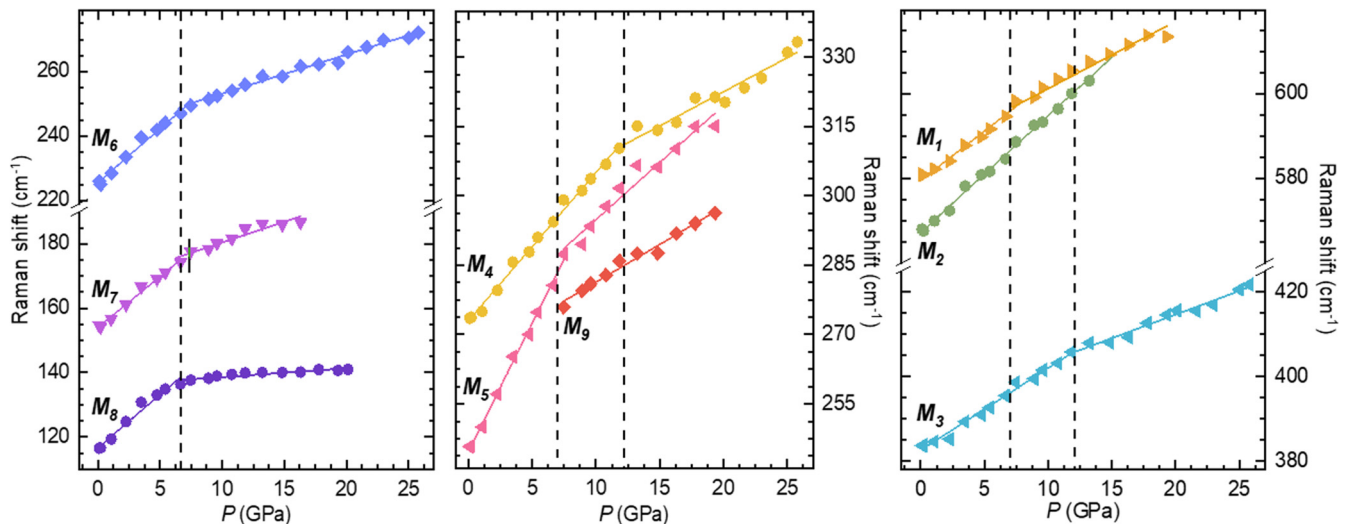 Raman shift (cm⁻¹)
260
240
220
180
160
140
120
M₆
M₇
M₈
0 5 10 15 20 25
P (GPa)
M₄
M₅
M₉
330
315
300
285
270
255
Raman shift (cm⁻¹)
0 5 10 15 20 25
P (GPa)
M₁
M₂
M₃
600
580
420
400
380
Raman shift (cm⁻¹)
0 5 10 15 20 25
P (GPa)